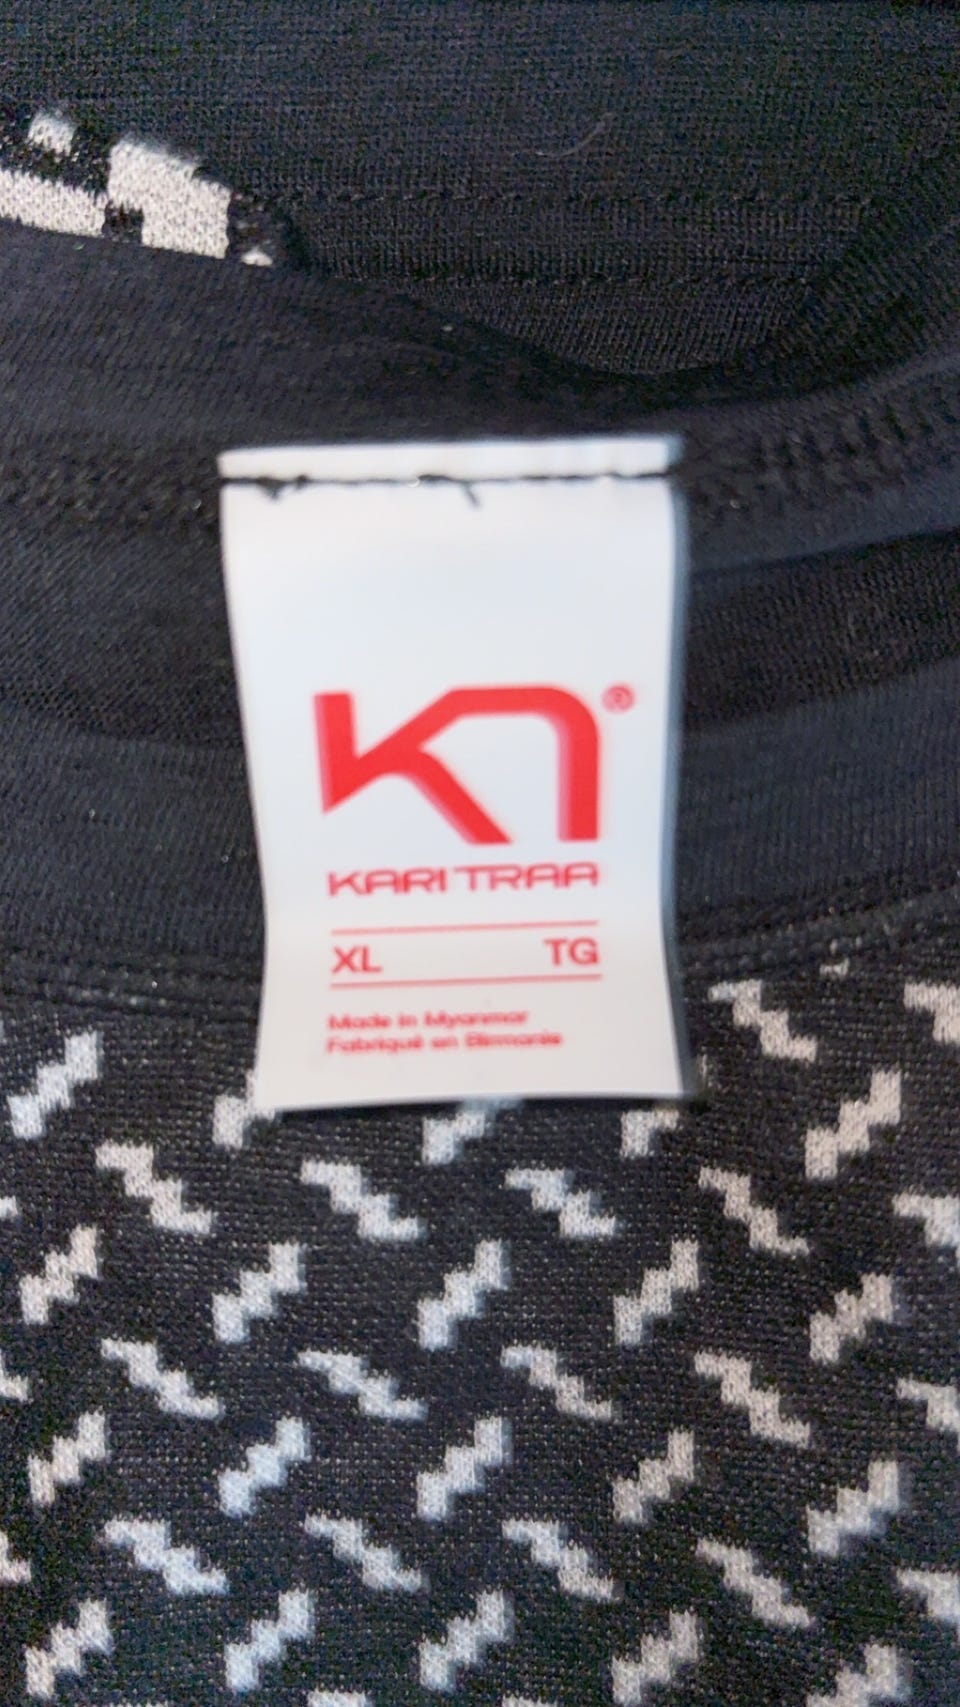 KARI TRAA
XL TG
Made in Myanmar
Fabriqué en Birmanie